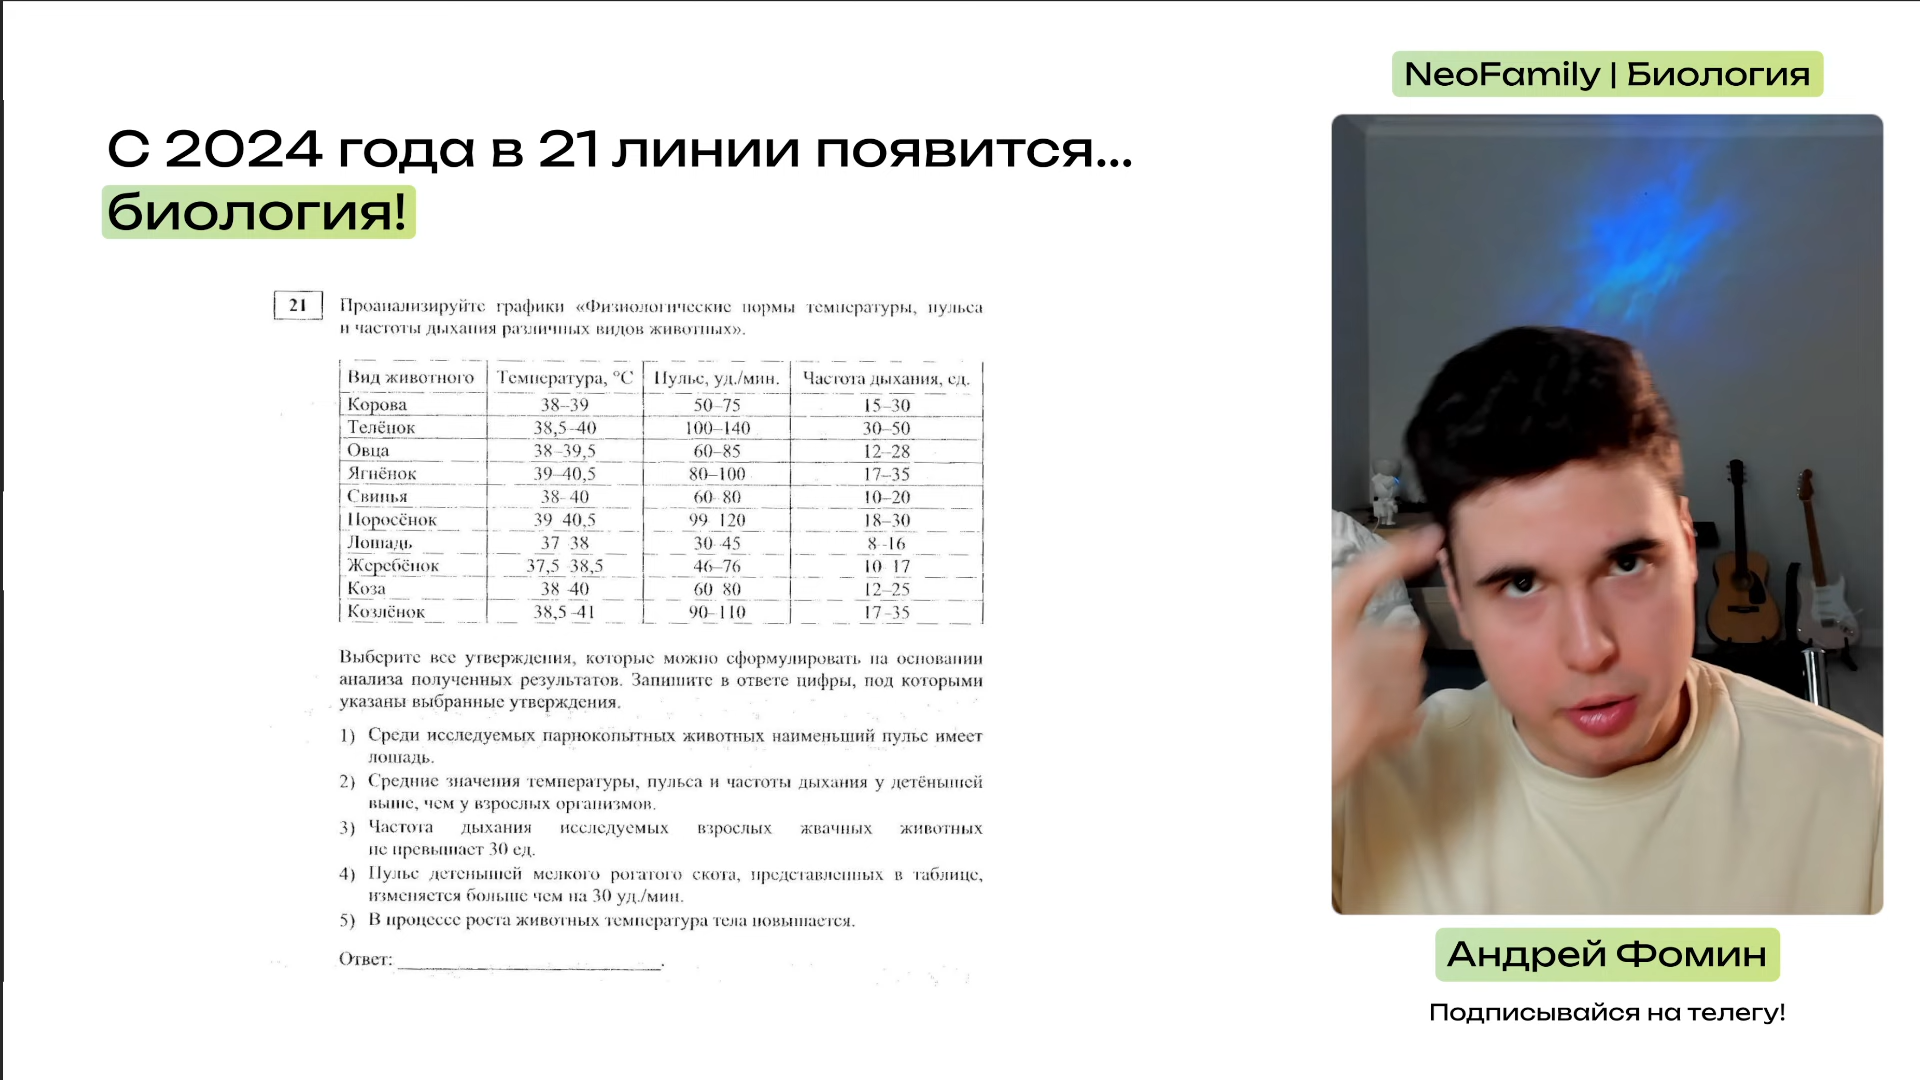 NeoFamily | Биология
С 2024 года в 21 линии появится...
биология!
21 Проанализируйте графики «Физиологические нормы температуры, пульса
и частоты дыхания различных видов животных».
Вид животного Температура, °С Пульс, уд./мин. Частота дыхания, ед.
Корова 38–39 50–75 15–30
Телёнок 38,5–40 100–140 30–50
Овца 38–39,5 60–85 12–28
Ягнёнок 39–40,5 80–100 17–35
Свинья 38–40 60–80 10–20
Поросёнок 39–40,5 99–120 18–30
Лошадь 37–38 30–45 8–16
Жеребёнок 37,5–38,5 46–76 10–17
Коза 38–40 60–80 12–25
Козлёнок 38,5–41 90–110 17–35
Выберите все утверждения, которые можно сформулировать на основании
анализа полученных результатов. Запишите в ответе цифры, под которыми
указаны выбранные утверждения.
1) Среди исследуемых парнокопытных животных наименьший пульс имеет
лошадь.
2) Средние значения температуры, пульса и частоты дыхания у детёнышей
выше, чем у взрослых организмов.
3) Частота дыхания исследуемых взрослых жвачных животных
не превышает 30 ед.
4) Пульс детенышей мелкого рогатого скота, представленных в таблице,
изменяется больше чем на 30 уд./мин.
5) В процессе роста животных температура тела повышается.
Ответ: ____________________.
Андрей Фомин
Подписывайся на телегу!